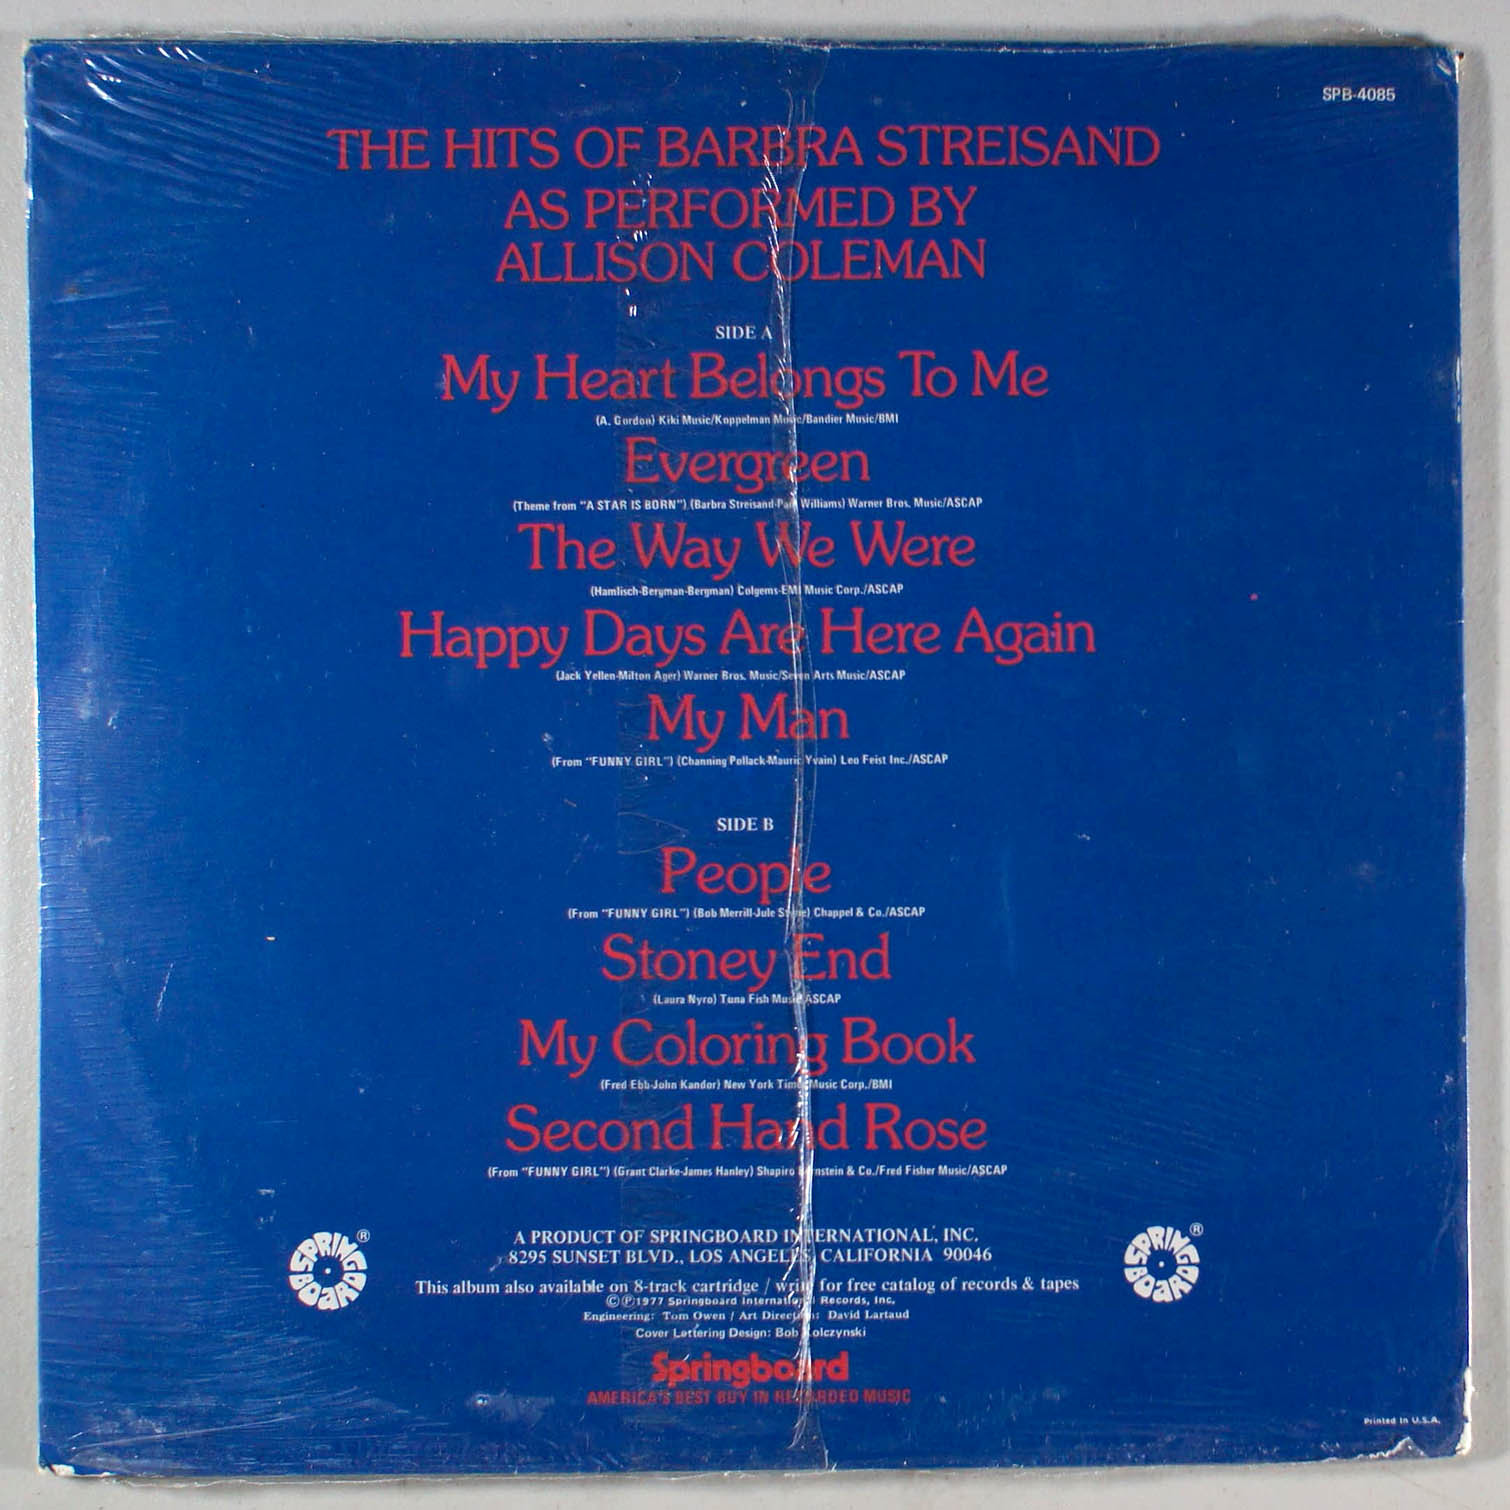 SPB-4085
THE HITS OF BARBRA STREISAND
AS PERFORMED BY
ALLISON COLEMAN
SIDE A
My Heart Belongs To Me
(A. Gordon) Kiki Music/Koppelman Music/Bandier Music/BMI
Evergreen
(Theme from "A STAR IS BORN") (Barbra Streisand-Paul Williams) Warner Bros. Music/ASCAP
The Way We Were
(Hamlisch-Bergman-Bergman) Colgems-EMI Music Corp./ASCAP
Happy Days Are Here Again
(Jack Yellen-Milton Ager) Warner Bros. Music/Seven Arts Music/ASCAP
My Man
(From "FUNNY GIRL") (Channing Pollack-Mauric Yvain) Leo Feist Inc./ASCAP
SIDE B
People
(From "FUNNY GIRL") (Bob Merrill-Jule Styne) Chappel & Co./ASCAP
Stoney End
(Laura Nyro) Tuna Fish Music/ASCAP
My Coloring Book
(Fred Ebb-John Kandor) New York Times Music Corp./BMI
Second Hand Rose
(From "FUNNY GIRL") (Grant Clarke-James Hanley) Shapiro Bernstein & Co./Fred Fisher Music/ASCAP
SPRING BOARD ®
SPRING BOARD ®
A PRODUCT OF SPRINGBOARD INTERNATIONAL, INC.
8295 SUNSET BLVD., LOS ANGELES, CALIFORNIA 90046
This album also available on 8-track cartridge / write for free catalog of records & tapes
©℗1977 Springboard International Records, Inc.
Engineering: Tom Owen / Art Direction: David Lartaud
Cover Lettering Design: Bob
Springboard
AMERICA'S BEST BUY IN RECORDED MUSIC
Printed in U.S.A.